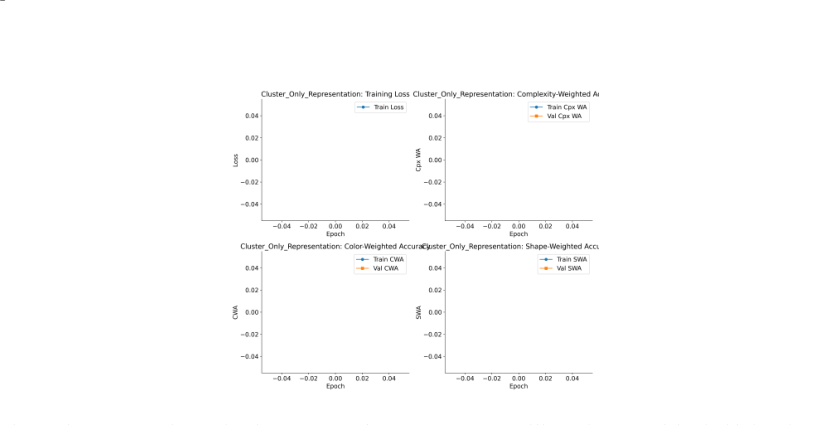 Cluster_Only_Representation: Training Loss
Train Loss
Loss
0.04
0.02
0.00
−0.02
−0.04
−0.04 −0.02 0.00 0.02 0.04
Epoch
Cluster_Only_Representation: Complexity-Weighted
Train Cpx WA
Val Cpx WA
Cpx WA
0.04
0.02
0.00
−0.02
−0.04
−0.04 −0.02 0.00 0.02 0.04
Epoch
Cluster_Only_Representation: Color-Weighted Accuracy
Train CWA
Val CWA
CWA
0.04
0.02
0.00
−0.02
−0.04
−0.04 −0.02 0.00 0.02 0.04
Epoch
Cluster_Only_Representation: Shape-Weighted Accu
Train SWA
Val SWA
SWA
0.04
0.02
0.00
−0.02
−0.04
−0.04 −0.02 0.00 0.02 0.04
Epoch